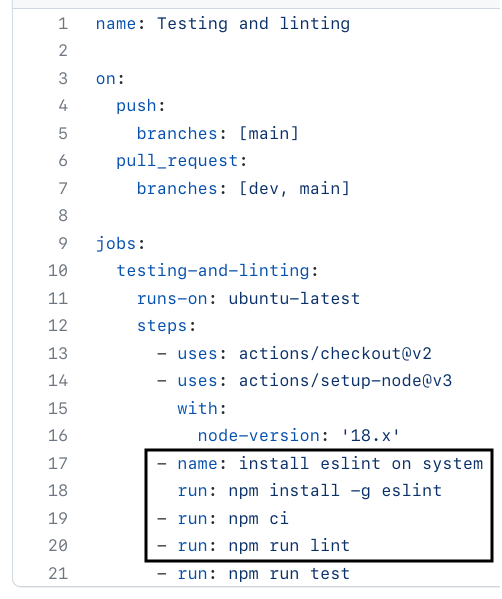 1 name: Testing and linting
2
3 on:
4   push:
5     branches: [main]
6   pull_request:
7     branches: [dev, main]
8
9 jobs:
10   testing-and-linting:
11     runs-on: ubuntu-latest
12     steps:
13       - uses: actions/checkout@v2
14       - uses: actions/setup-node@v3
15         with:
16           node-version: '18.x'
17       - name: install eslint on system
18         run: npm install -g eslint
19       - run: npm ci
20       - run: npm run lint
21       - run: npm run test